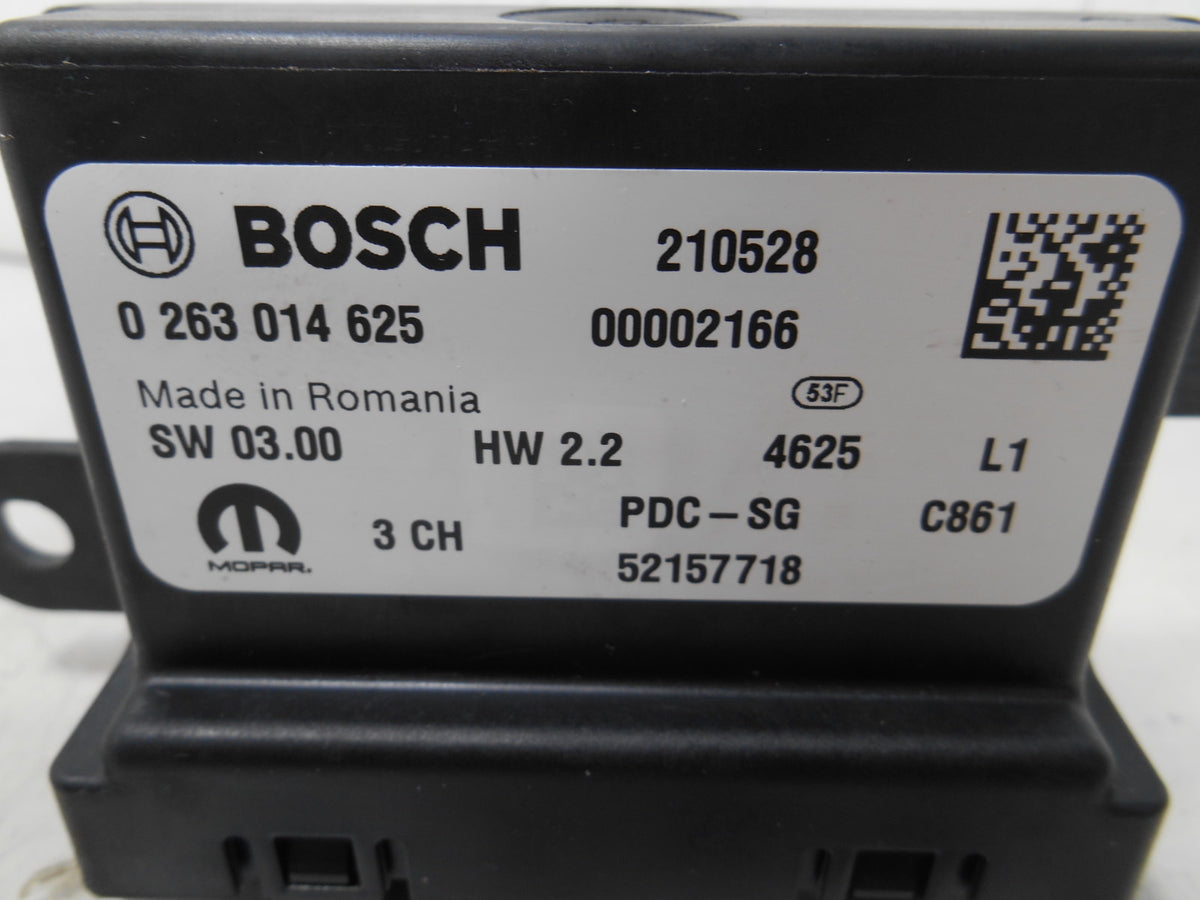 BOSCH 210528
0 263 014 625 00002166
Made in Romania 53F
SW 03.00 HW 2.2 4625 L1
3 CH PDC-SG C861
MOPAR. 52157718